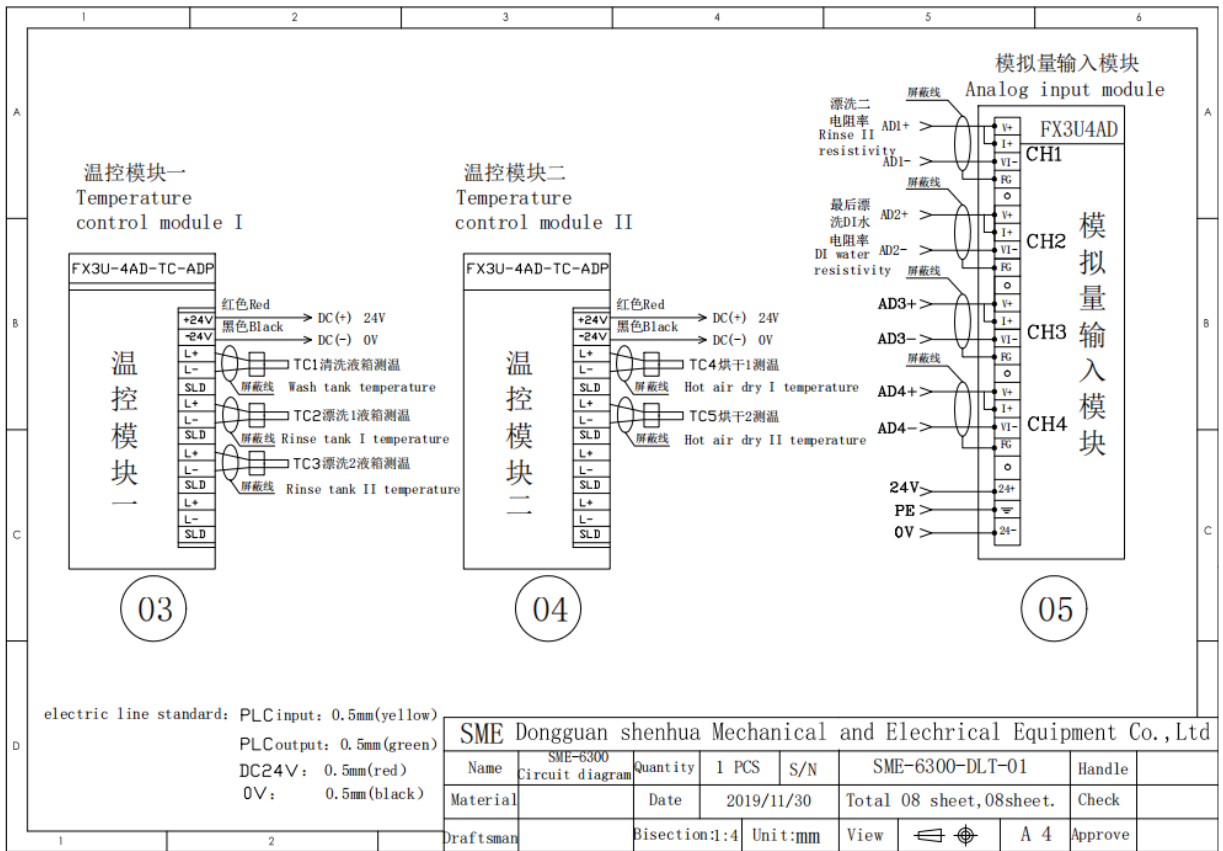 1 2 3 4 5 6
A
B
C
D
A
B
C
温控模块一
Temperature
control module I
FX3U-4AD-TC-ADP
温控模块一
+24V
-24V
L+
L-
SLD
L+
L-
SLD
L+
L-
SLD
L+
L-
SLD
红色Red
DC(+) 24V
黑色Black
DC(-) 0V
TC1清洗液箱测温
屏蔽线 Wash tank temperature
TC2漂洗1液箱测温
屏蔽线 Rinse tank I temperature
TC3漂洗2液箱测温
屏蔽线 Rinse tank II temperature
03
温控模块二
Temperature
control module II
FX3U-4AD-TC-ADP
温控模块二
+24V
-24V
L+
L-
SLD
L+
L-
SLD
L+
L-
SLD
L+
L-
SLD
红色Red
DC(+) 24V
黑色Black
DC(-) 0V
TC4烘干1测温
屏蔽线 Hot air dry I temperature
TC5烘干2测温
屏蔽线 Hot air dry II temperature
04
模拟量输入模块
Analog input module
FX3U4AD
模拟量输入模块
屏蔽线
漂洗二
电阻率
Rinse II
resistivity
AD1+
AD1-
V+
I+
VI-
FG
CH1
屏蔽线
最后漂
洗DI水
电阻率
DI water
resistivity
AD2+
AD2-
V+
I+
VI-
FG
CH2
屏蔽线
AD3+
AD3-
V+
I+
VI-
FG
CH3
屏蔽线
AD4+
AD4-
V+
I+
VI-
FG
CH4
24V
24+
PE
0V
24-
05
electric line standard: PLC input: 0.5mm(yellow)
PLC output: 0.5mm(green)
DC24V: 0.5mm(red)
0V: 0.5mm(black)
SME Dongguan shenhua Mechanical and Elechrical Equipment Co.,Ltd
Name SME-6300 Circuit diagram Quantity 1 PCS S/N SME-6300-DLT-01 Handle
Material Date 2019/11/30 Total 08 sheet,08sheet. Check
Draftsman Bisection:1:4 Unit:mm View A 4 Approve
1 2